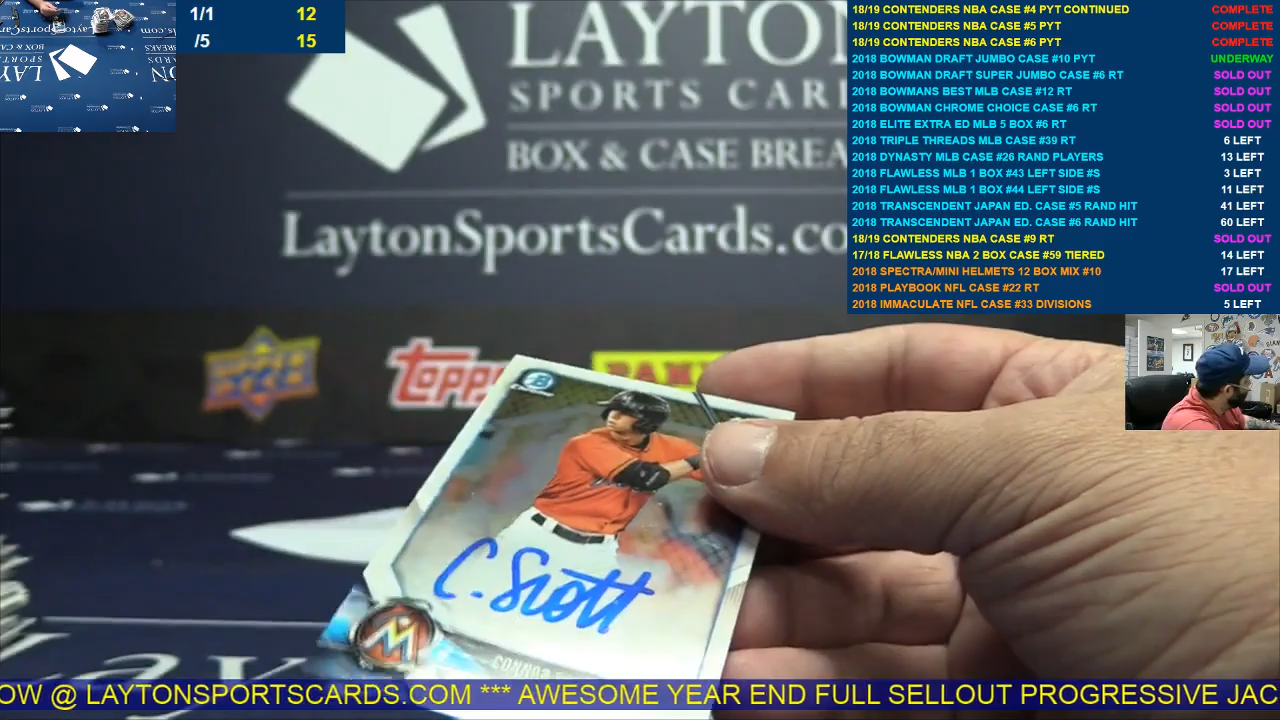 1/1 12
/5 15
18/19 CONTENDERS NBA CASE #4 PYT CONTINUED COMPLETE
18/19 CONTENDERS NBA CASE #5 PYT COMPLETE
18/19 CONTENDERS NBA CASE #6 PYT COMPLETE
2018 BOWMAN DRAFT JUMBO CASE #10 PYT UNDERWAY
2018 BOWMAN DRAFT SUPER JUMBO CASE #6 RT SOLD OUT
2018 BOWMANS BEST MLB CASE #12 RT SOLD OUT
2018 BOWMAN CHROME CHOICE CASE #6 RT SOLD OUT
2018 ELITE EXTRA ED MLB 5 BOX #6 RT SOLD OUT
2018 TRIPLE THREADS MLB CASE #39 RT 6 LEFT
2018 DYNASTY MLB CASE #26 RAND PLAYERS 13 LEFT
2018 FLAWLESS MLB 1 BOX #43 LEFT SIDE #S 3 LEFT
2018 FLAWLESS MLB 1 BOX #44 LEFT SIDE #S 11 LEFT
2018 TRANSCENDENT JAPAN ED. CASE #5 RAND HIT 41 LEFT
2018 TRANSCENDENT JAPAN ED. CASE #6 RAND HIT 60 LEFT
18/19 CONTENDERS NBA CASE #9 RT SOLD OUT
17/18 FLAWLESS NBA 2 BOX CASE #59 TIERED 14 LEFT
2018 SPECTRA/MINI HELMETS 12 BOX MIX #10 17 LEFT
2018 PLAYBOOK NFL CASE #22 RT SOLD OUT
2018 IMMACULATE NFL CASE #33 DIVISIONS 5 LEFT
LAYTON
SPORTS CAR
BOX & CASE BREA
LaytonSportsCards.co
Topps
PANINI
C. Scott
CONNOR
OW @ LAYTONSPORTSCARDS.COM *** AWESOME YEAR END FULL SELLOUT PROGRESSIVE JAC